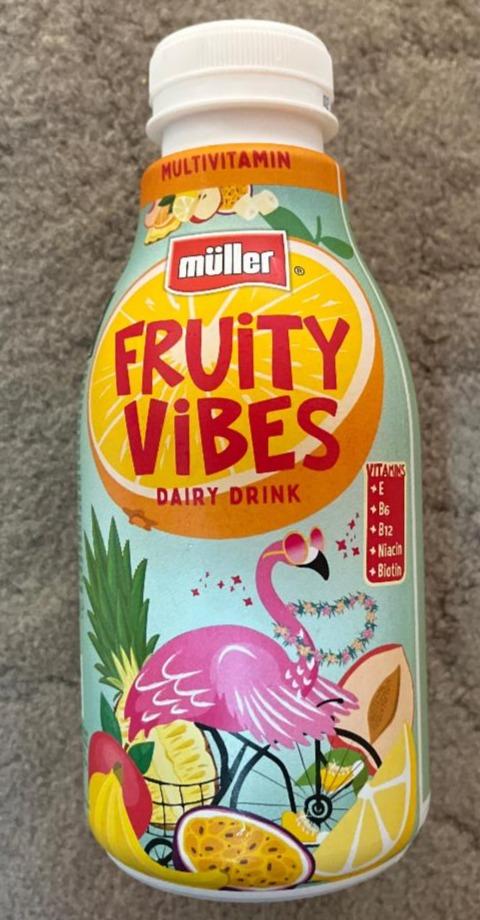 MULTIVITAMIN
müller®
FRUiTY
ViBES
DAIRY DRINK
VITAMINS
+E
+B6
+B12
+Niacin
+Biotin